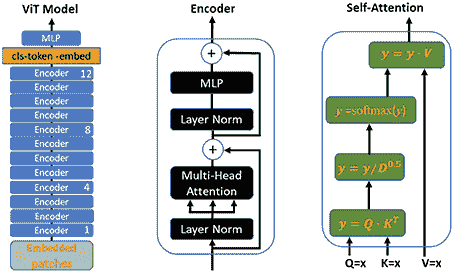 ViT Model
MLP
cls-token -embed
Encoder 12
Encoder
Encoder
Encoder
Encoder 8
Encoder
Encoder
Encoder
Encoder 4
Encoder
Encoder
Encoder 1
Embedded
patches
Encoder
+
MLP
Layer Norm
+
Multi-Head
Attention
Layer Norm
Self-Attention
y = y · V
y =softmax(y)
y = y/D^0.5
y = Q · K^T
Q=x K=x V=x